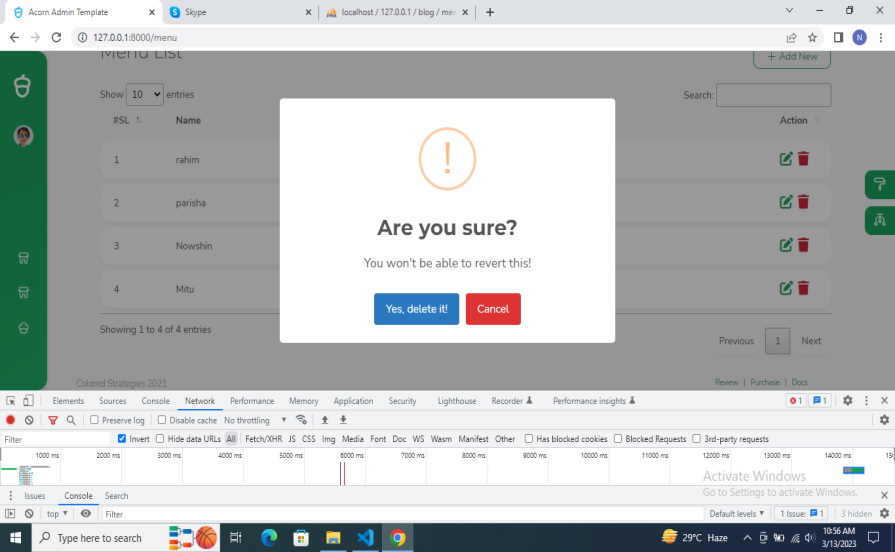 Acorn Admin Template
Skype
localhost / 127.0.0.1 / blog / men
127.0.0.1:8000/menu
N
Menu List
+ Add New
Show 10 entries
Search:
#SL Name Action
1 rahim
2 parisha
3 Nowshin
4 Mitu
!
Are you sure?
You won't be able to revert this!
Yes, delete it! Cancel
Showing 1 to 4 of 4 entries
Previous 1 Next
Colored Strategies 2021
Review | Purchase | Docs
Elements Sources Console Network Performance Memory Application Security Lighthouse Recorder Performance insights 1 1
Preserve log Disable cache No throttling
Filter Invert Hide data URLs All Fetch/XHR JS CSS Img Media Font Doc WS Wasm Manifest Other Has blocked cookies Blocked Requests 3rd-party requests
1000 ms 2000 ms 3000 ms 4000 ms 5000 ms 6000 ms 7000 ms 8000 ms 9000 ms 10000 ms 11000 ms 12000 ms 13000 ms 14000 ms 150
Activate Windows
Go to Settings to activate Windows.
Issues Console Search
top Filter Default levels 1 Issue: 1 3 hidden
Type here to search
29°C Haze
10:56 AM
3/13/2023